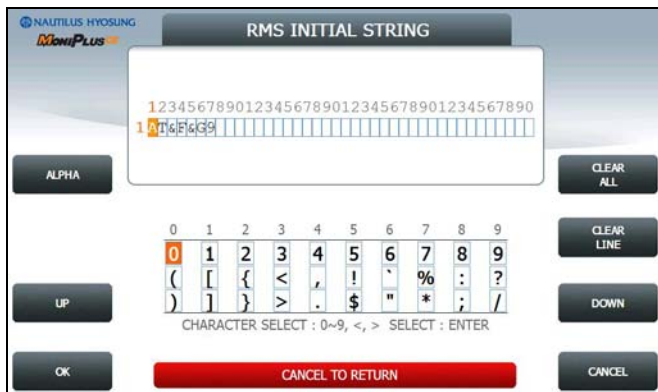 NAUTILUS HYOSUNG
MONIPLUS
RMS INITIAL STRING
1234567890123456789012345678901234567890
1 AT&F&G9
ALPHA
CLEAR
ALL
0 1 2 3 4 5 6 7 8 9
CLEAR
LINE
0 1 2 3 4 5 6 7 8 9
( [ { < , ! ` % : ?
UP
) ] } > . $ " * ; /
DOWN
CHARACTER SELECT : 0~9, <, > SELECT : ENTER
OK
CANCEL TO RETURN
CANCEL